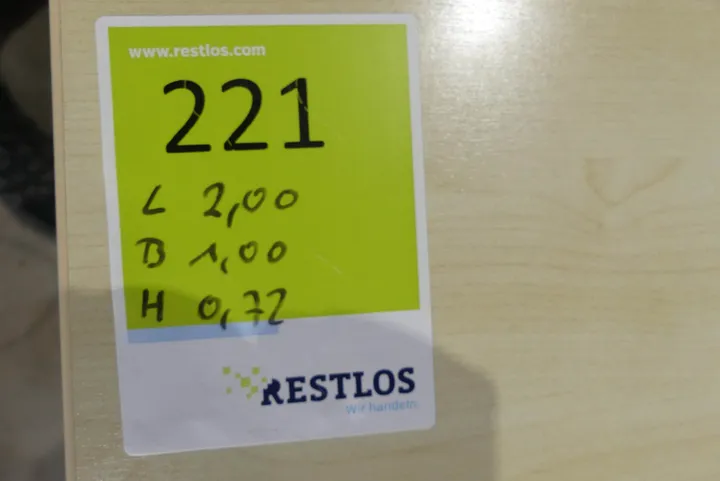 www.restlos.com
221
L 2,00
B 1,00
H 0,72
RESTLOS
Wir handeln.